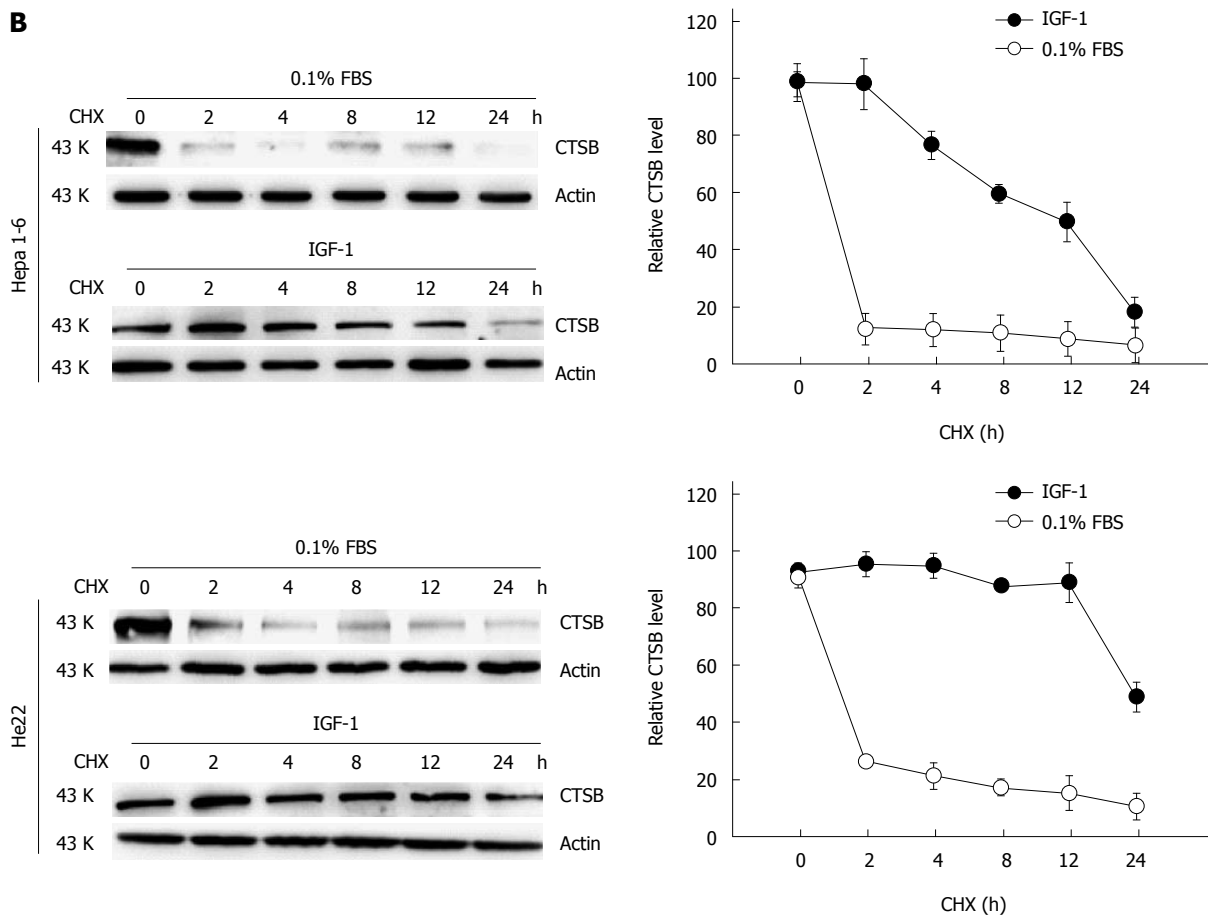 B
0.1% FBS
CHX 0 2 4 8 12 24 h
43 K CTSB
43 K Actin
Hepa 1-6
IGF-1
CHX 0 2 4 8 12 24 h
43 K CTSB
43 K Actin
IGF-1
0.1% FBS
120
100
80
60
40
20
0
Relative CTSB level
0 2 4 8 12 24
CHX (h)
0.1% FBS
CHX 0 2 4 8 12 24 h
43 K CTSB
43 K Actin
He22
IGF-1
CHX 0 2 4 8 12 24 h
43 K CTSB
43 K Actin
IGF-1
0.1% FBS
120
100
80
60
40
20
0
Relative CTSB level
0 2 4 8 12 24
CHX (h)